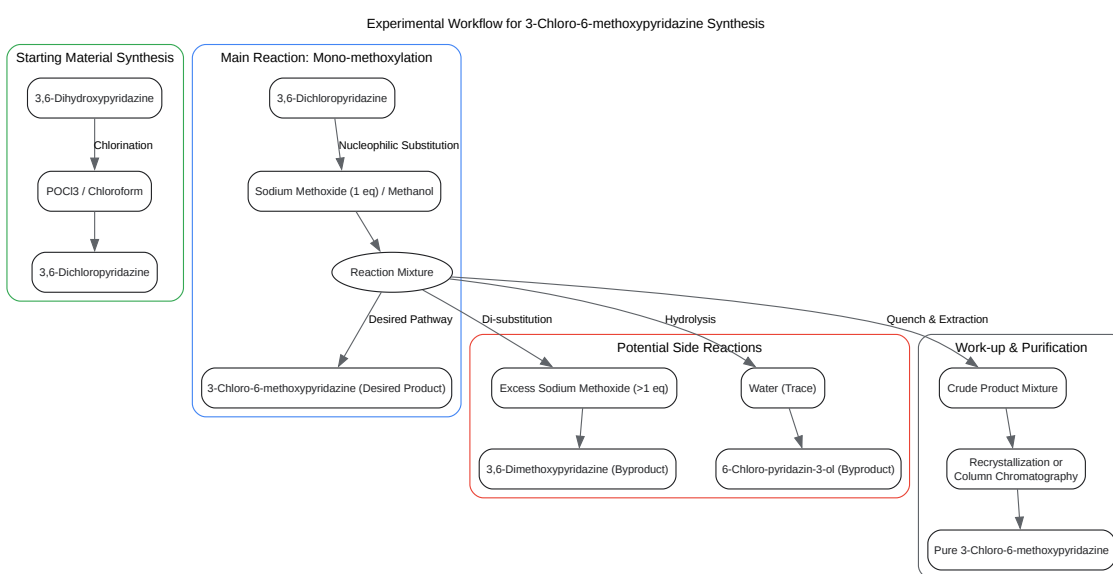 Experimental Workflow for 3-Chloro-6-methoxypyridazine Synthesis
Starting Material Synthesis
3,6-Dihydroxypyridazine
Chlorination
POCl3 / Chloroform
3,6-Dichloropyridazine
Main Reaction: Mono-methoxylation
3,6-Dichloropyridazine
Nucleophilic Substitution
Sodium Methoxide (1 eq) / Methanol
Reaction Mixture
Desired Pathway
3-Chloro-6-methoxypyridazine (Desired Product)
Di-substitution
Hydrolysis
Quench & Extraction
Potential Side Reactions
Excess Sodium Methoxide (>1 eq)
3,6-Dimethoxypyridazine (Byproduct)
Water (Trace)
6-Chloro-pyridazin-3-ol (Byproduct)
Work-up & Purification
Crude Product Mixture
Recrystallization or
Column Chromatography
Pure 3-Chloro-6-methoxypyridazine